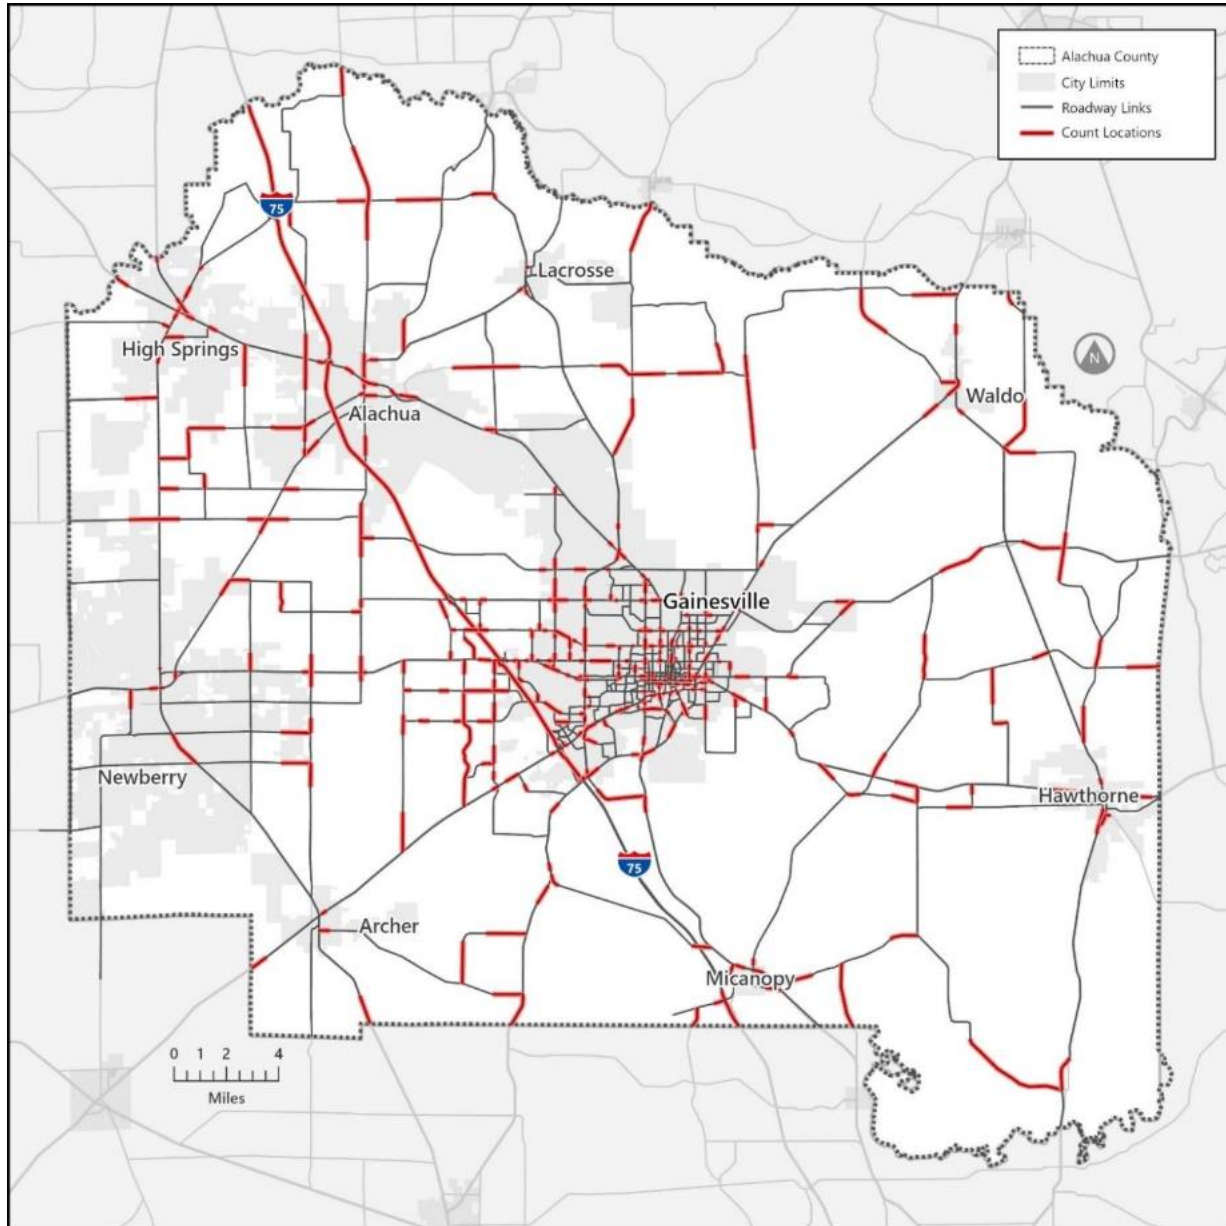 Alachua County
City Limits
Roadway Links
Count Locations
75
Lacrosse
High Springs
N
Waldo
Alachua
Gainesville
Newberry
Hawthorne
75
Archer
Micanopy
0 1 2 4
Miles